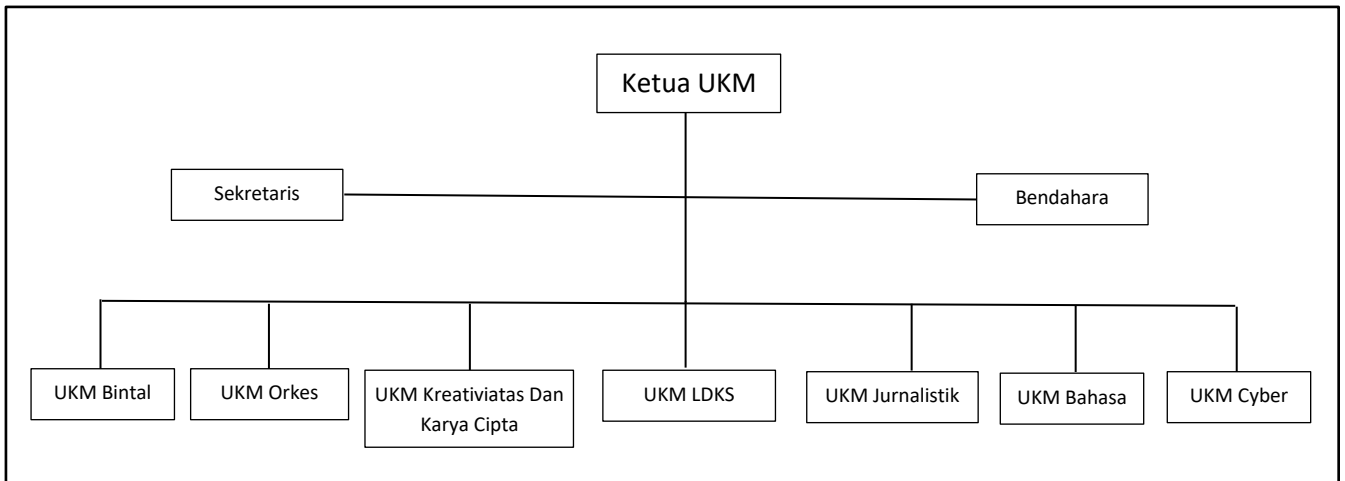 Ketua UKM
Sekretaris
Bendahara
UKM Bintal
UKM Orkes
UKM Kreativiatas Dan
Karya Cipta
UKM LDKS
UKM Jurnalistik
UKM Bahasa
UKM Cyber